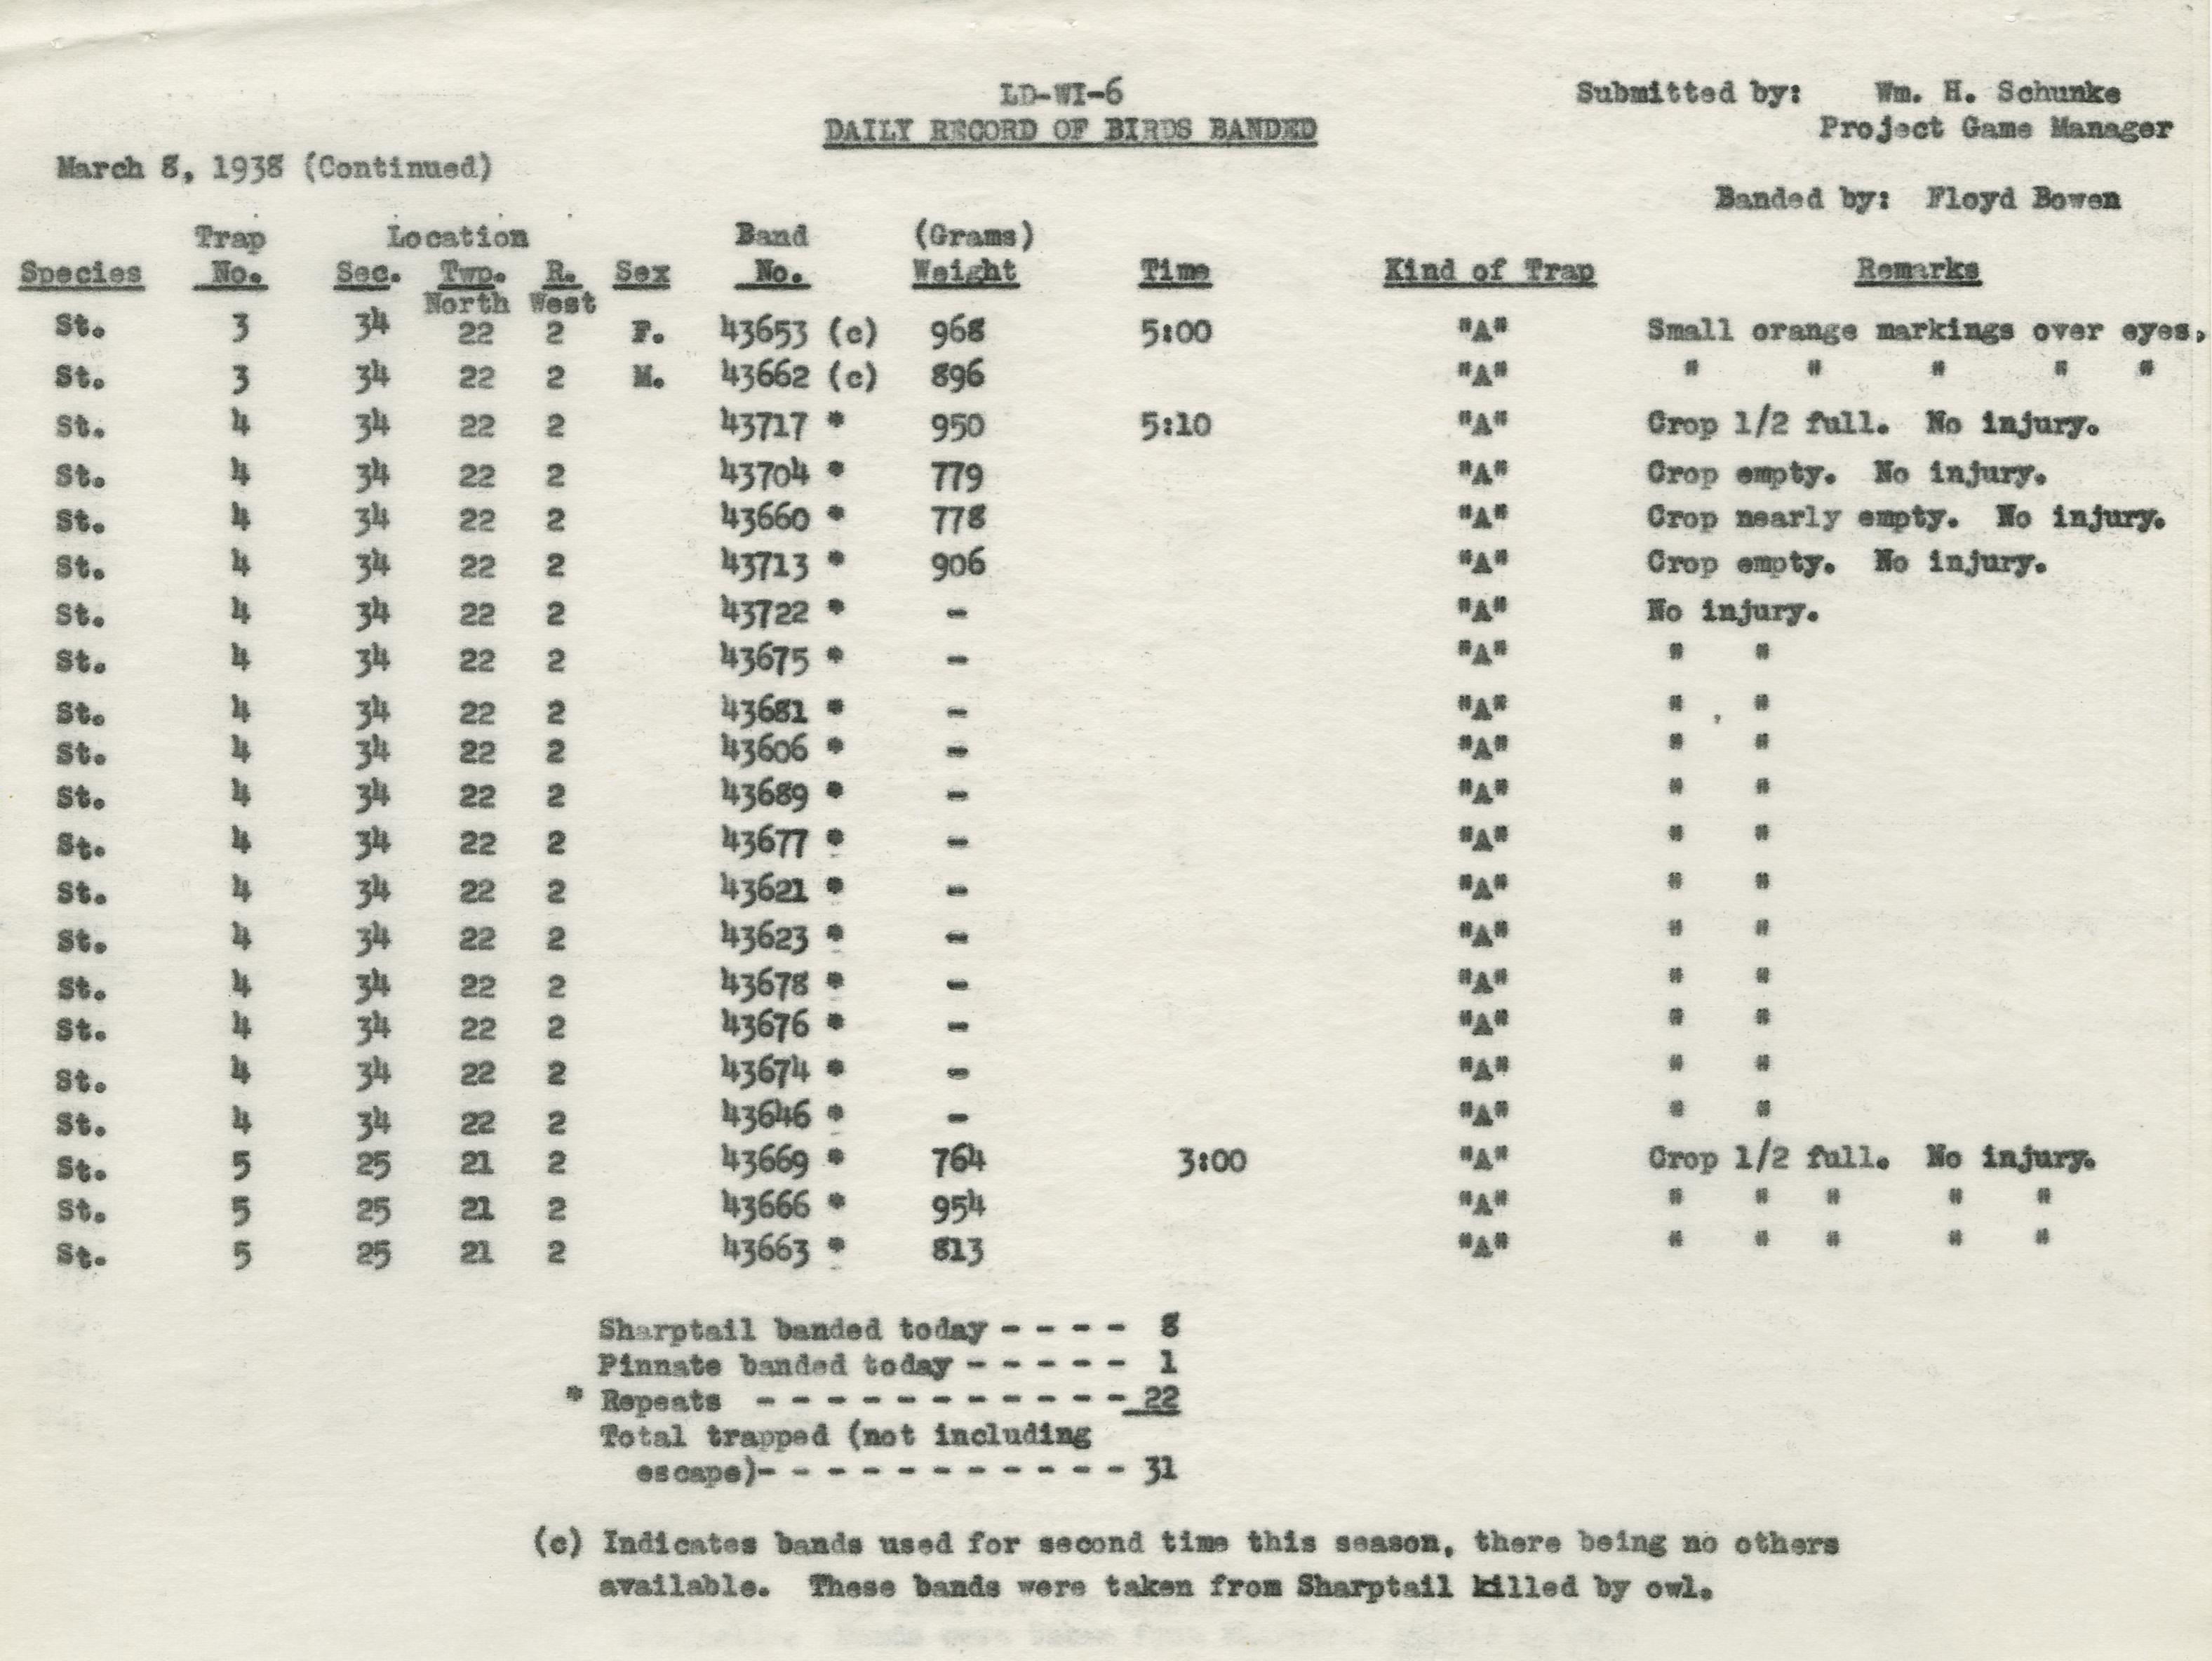 LD-WI-6
Submitted by: Wm. H. Schunke
DAILY RECORD OF BIRDS BANDED
Project Game Manager
March 8, 1938 (Continued)
Banded by: Floyd Bowen
Trap Location Band (Grams)
Species No. Sec. Twp. R. Sex No. Weight Time Kind of Trap Remarks
North West
St. 3 34 22 2 F. 43653 (c) 968 5:00 "A" Small orange markings over eyes.
St. 3 34 22 2 M. 43662 (c) 896 "A" " " " " "
St. 4 34 22 2 43717 * 950 5:10 "A" Crop 1/2 full. No injury.
St. 4 34 22 2 43704 * 779 "A" Crop empty. No injury.
St. 4 34 22 2 43660 * 778 "A" Crop nearly empty. No injury.
St. 4 34 22 2 43713 * 906 "A" Crop empty. No injury.
St. 4 34 22 2 43722 * - "A" No injury.
St. 4 34 22 2 43675 * - "A" " "
St. 4 34 22 2 43681 * - "A" " "
St. 4 34 22 2 43606 * - "A" " "
St. 4 34 22 2 43689 * - "A" " "
St. 4 34 22 2 43677 * - "A" " "
St. 4 34 22 2 43621 * - "A" " "
St. 4 34 22 2 43623 * - "A" " "
St. 4 34 22 2 43678 * - "A" " "
St. 4 34 22 2 43676 * - "A" " "
St. 4 34 22 2 43674 * - "A" " "
St. 4 34 22 2 43646 * - "A" " "
St. 5 25 21 2 43669 * 764 3:00 "A" Crop 1/2 full. No injury.
St. 5 25 21 2 43666 * 954 "A" " " " " "
St. 5 25 21 2 43663 * 813 "A" " " " " "
Sharptail banded today - - - - 8
Pinnate banded today - - - - - 1
* Repeats - - - - - - - - - - - 22
Total trapped (not including
escape)- - - - - - - - - - - 31
(c) Indicates bands used for second time this season, there being no others
available. These bands were taken from Sharptail killed by owl.